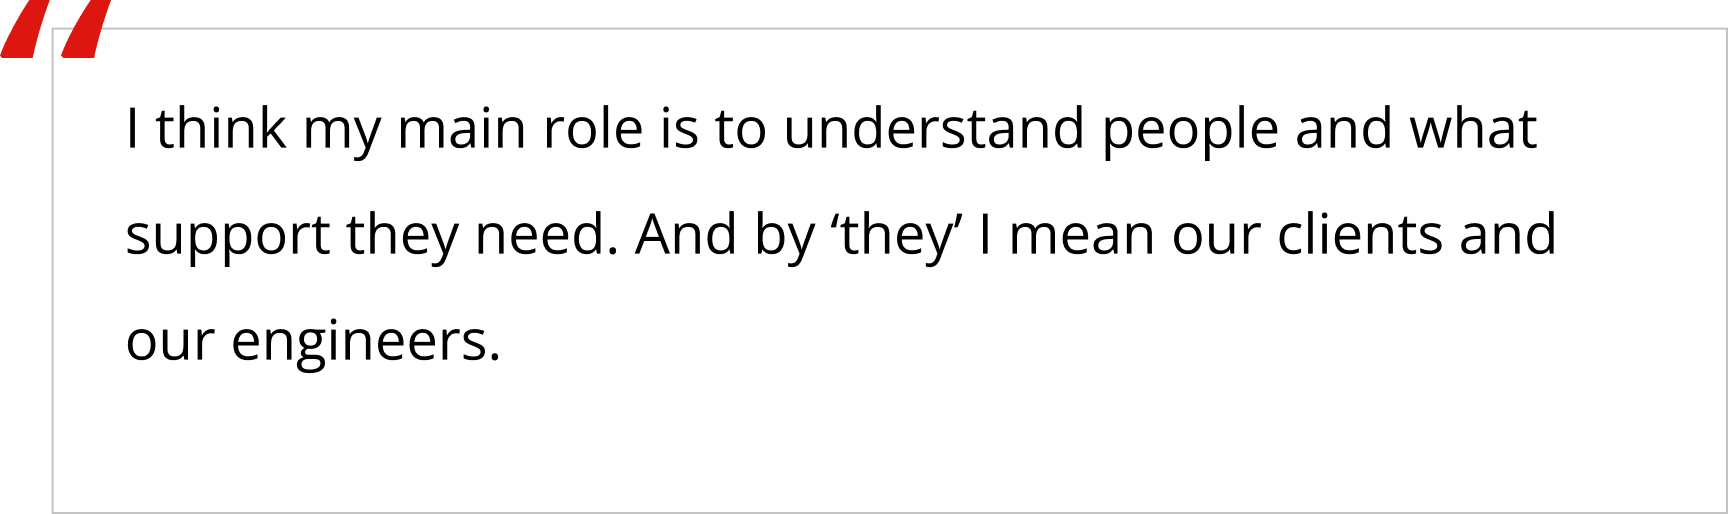 “
I think my main role is to understand people and what
support they need. And by ‘they’ I mean our clients and
our engineers.